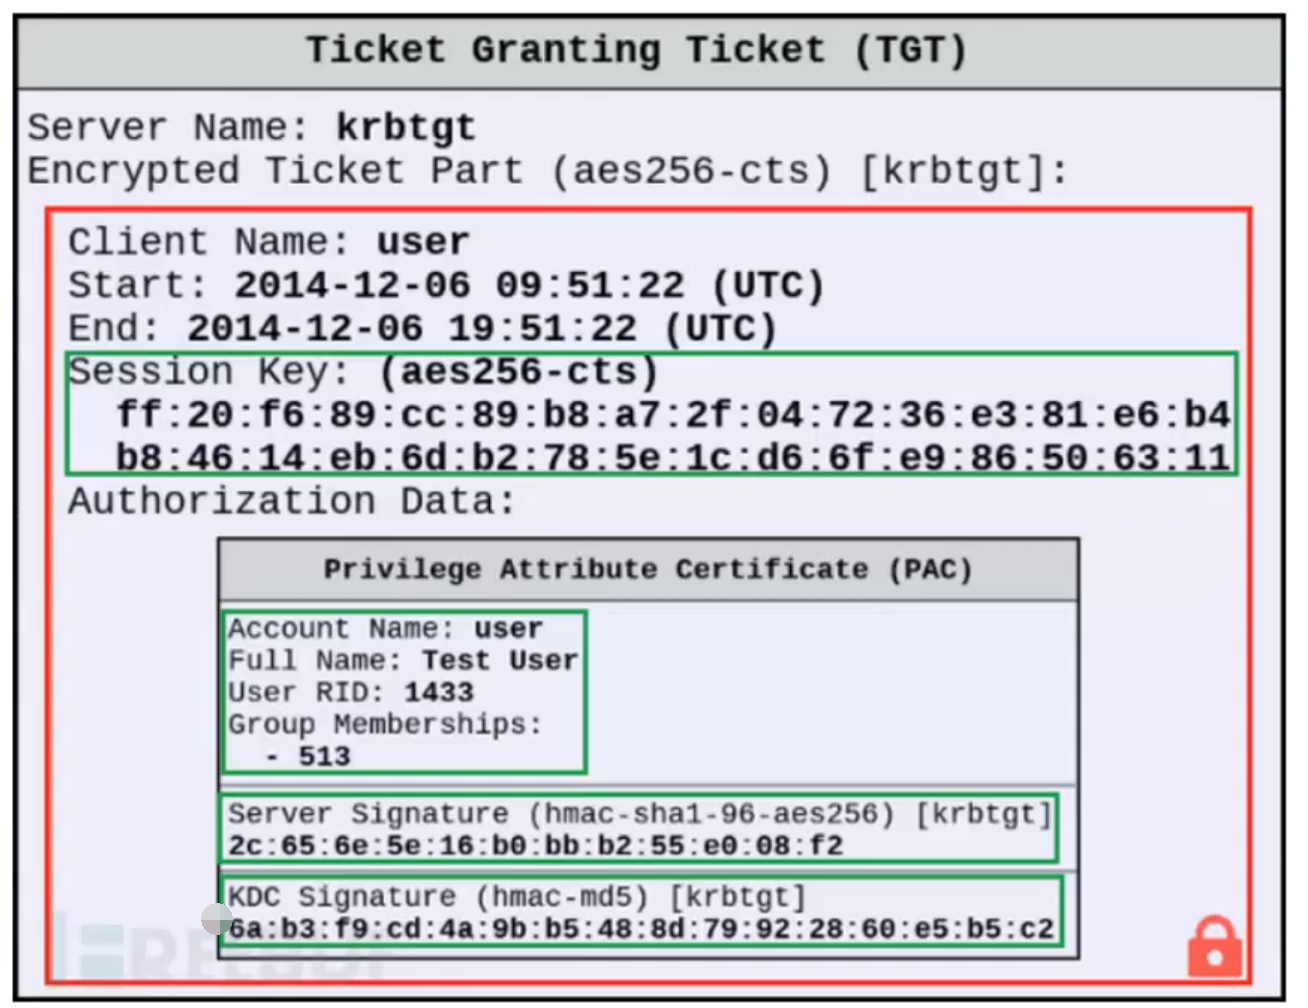 Ticket Granting Ticket (TGT)
Server Name: krbtgt
Encrypted Ticket Part (aes256-cts) [krbtgt]:
Client Name: user
Start: 2014-12-06 09:51:22 (UTC)
End: 2014-12-06 19:51:22 (UTC)
Session Key: (aes256-cts)
ff:20:f6:89:cc:89:b8:a7:2f:04:72:36:e3:81:e6:b4
b8:46:14:eb:6d:b2:78:5e:1c:d6:6f:e9:86:50:63:11
Authorization Data:
Privilege Attribute Certificate (PAC)
Account Name: user
Full Name: Test User
User RID: 1433
Group Memberships:
- 513
Server Signature (hmac-sha1-96-aes256) [krbtgt]
2c:65:6e:5e:16:b0:bb:b2:55:e0:08:f2
KDC Signature (hmac-md5) [krbtgt]
6a:b3:f9:cd:4a:9b:b5:48:8d:79:92:28:60:e5:b5:c2